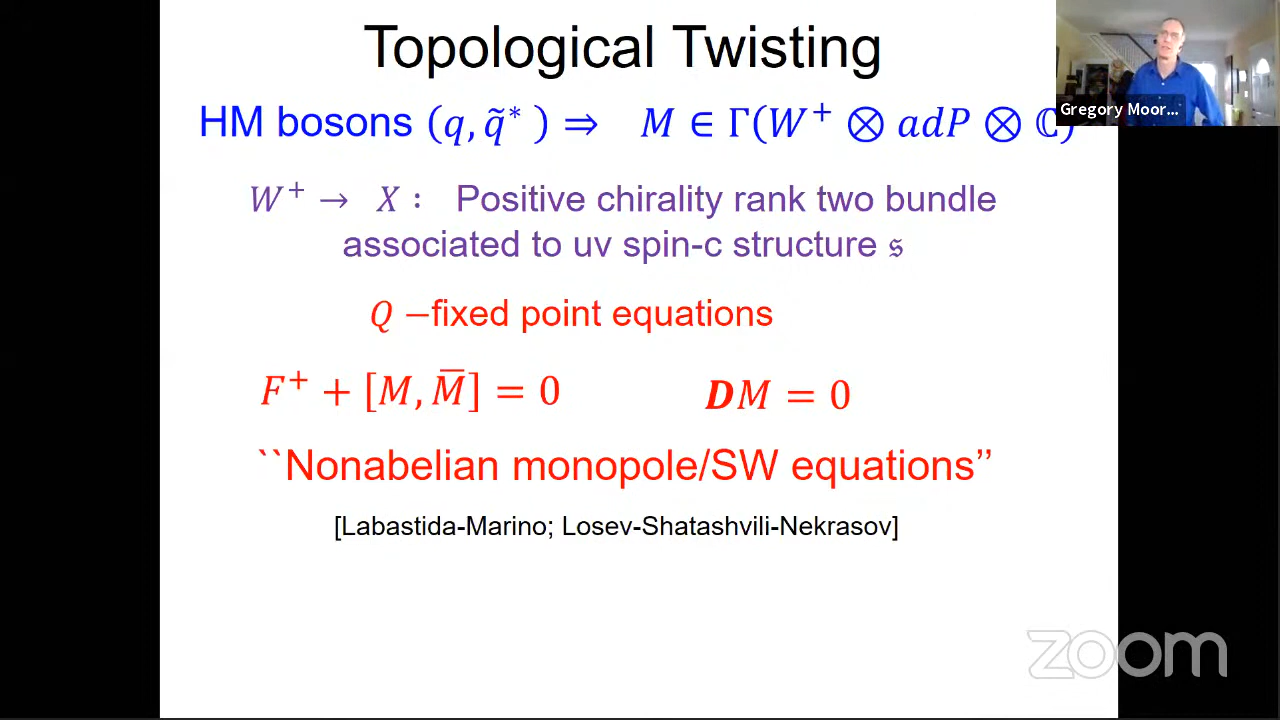 Topological Twisting
HM bosons (q, q̃* ) ⇒ M ∈ Γ(W⁺ ⊗ adP ⊗ ℂ)
W⁺ → X : Positive chirality rank two bundle
associated to uv spin-c structure 𝔰
Q −fixed point equations
F⁺ + [M, M̅] = 0 𝑫M = 0
``Nonabelian monopole/SW equations’’
[Labastida-Marino; Losev-Shatashvili-Nekrasov]
Gregory Moor...
zoom